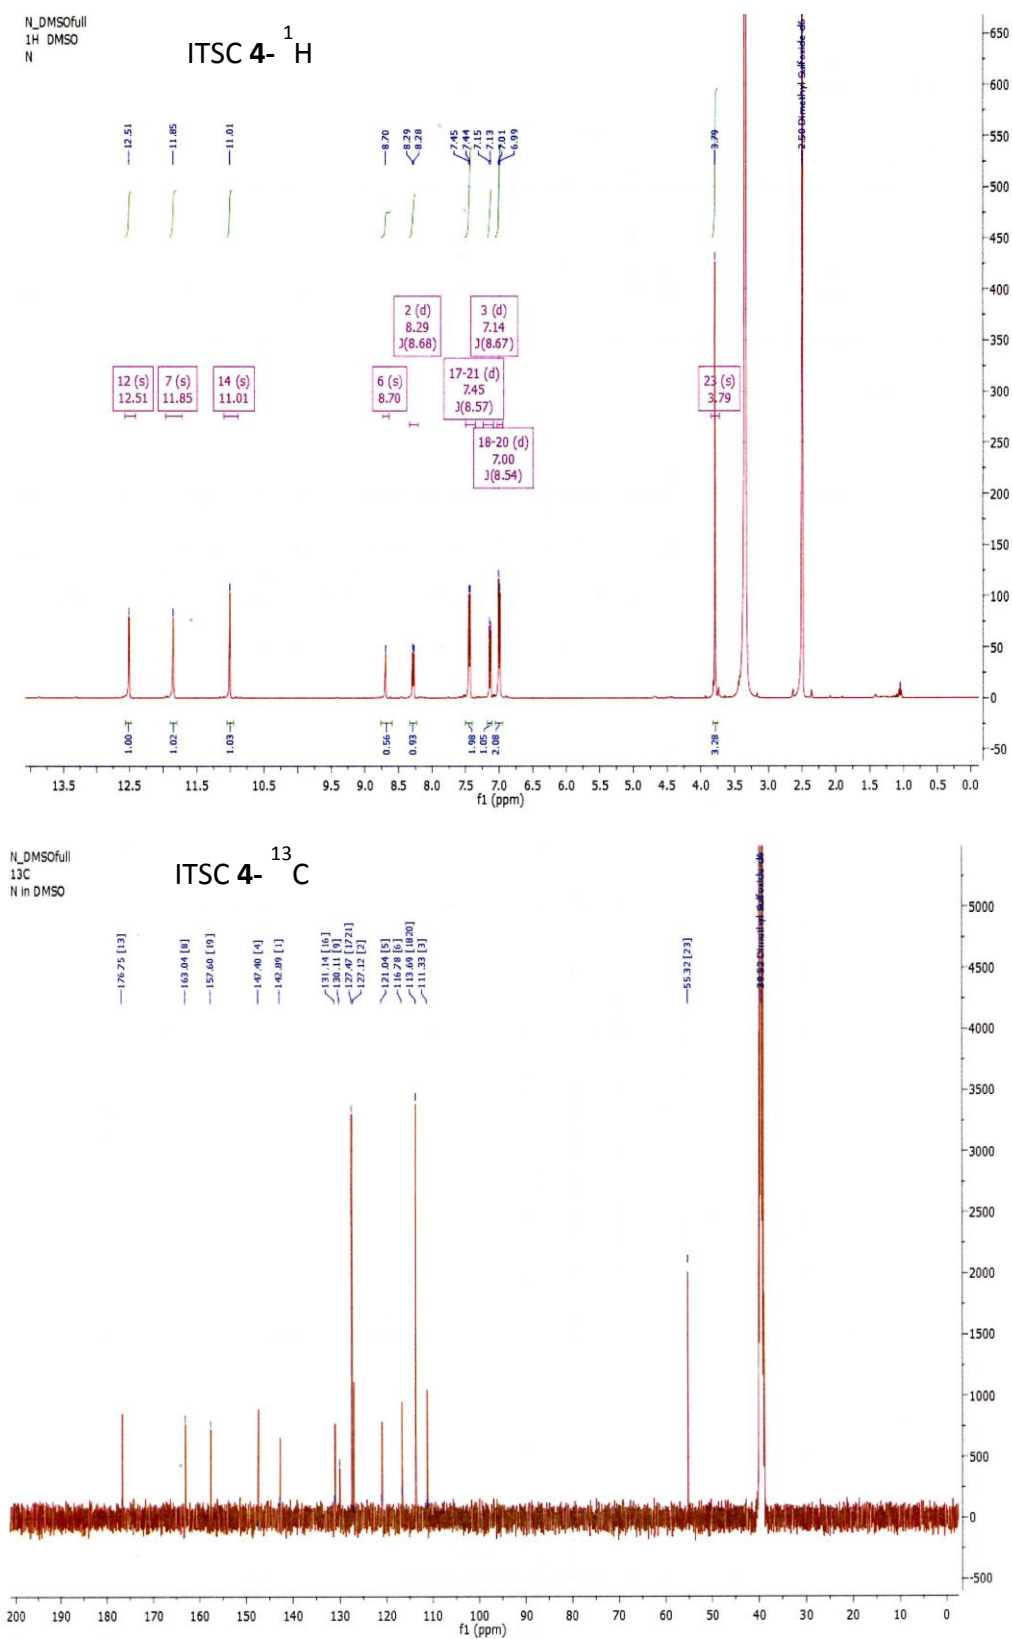 N_DMSOfull
1H DMSO
N
ITSC 4- 1H
12.51
11.85
11.01
8.70
8.29
8.28
7.45
7.44
7.15
7.13
7.01
6.99
3.79
2.50 Dimethyl Sulfoxide-d6
2 (d)
8.29
J(8.68)
3 (d)
7.14
J(8.67)
12 (s)
12.51
7 (s)
11.85
14 (s)
11.01
6 (s)
8.70
17-21 (d)
7.45
J(8.57)
23 (s)
3.79
18-20 (d)
7.00
J(8.54)
650
600
550
500
450
400
350
300
250
200
150
100
50
0
-50
1.00
1.02
1.03
0.56
0.93
1.98
1.05
2.08
3.28
13.5 12.5 11.5 10.5 9.5 9.0 8.5 8.0 7.5 7.0 6.5 6.0 5.5 5.0 4.5 4.0 3.5 3.0 2.5 2.0 1.5 1.0 0.5 0.0
f1 (ppm)
N_DMSOfull
13C
N in DMSO
ITSC 4- 13C
176.75 [13]
163.04 [8]
157.60 [19]
147.40 [4]
142.89 [1]
131.14 [16]
130.11 [9]
127.47 [1721]
127.12 [2]
121.04 [5]
116.78 [6]
113.69 [1820]
111.33 [3]
55.32 [23]
Dimethyl Sulfoxide-d6
5000
4500
4000
3500
3000
2500
2000
1500
1000
500
0
-500
200 190 180 170 160 150 140 130 120 110 100 90 80 70 60 50 40 30 20 10 0
f1 (ppm)